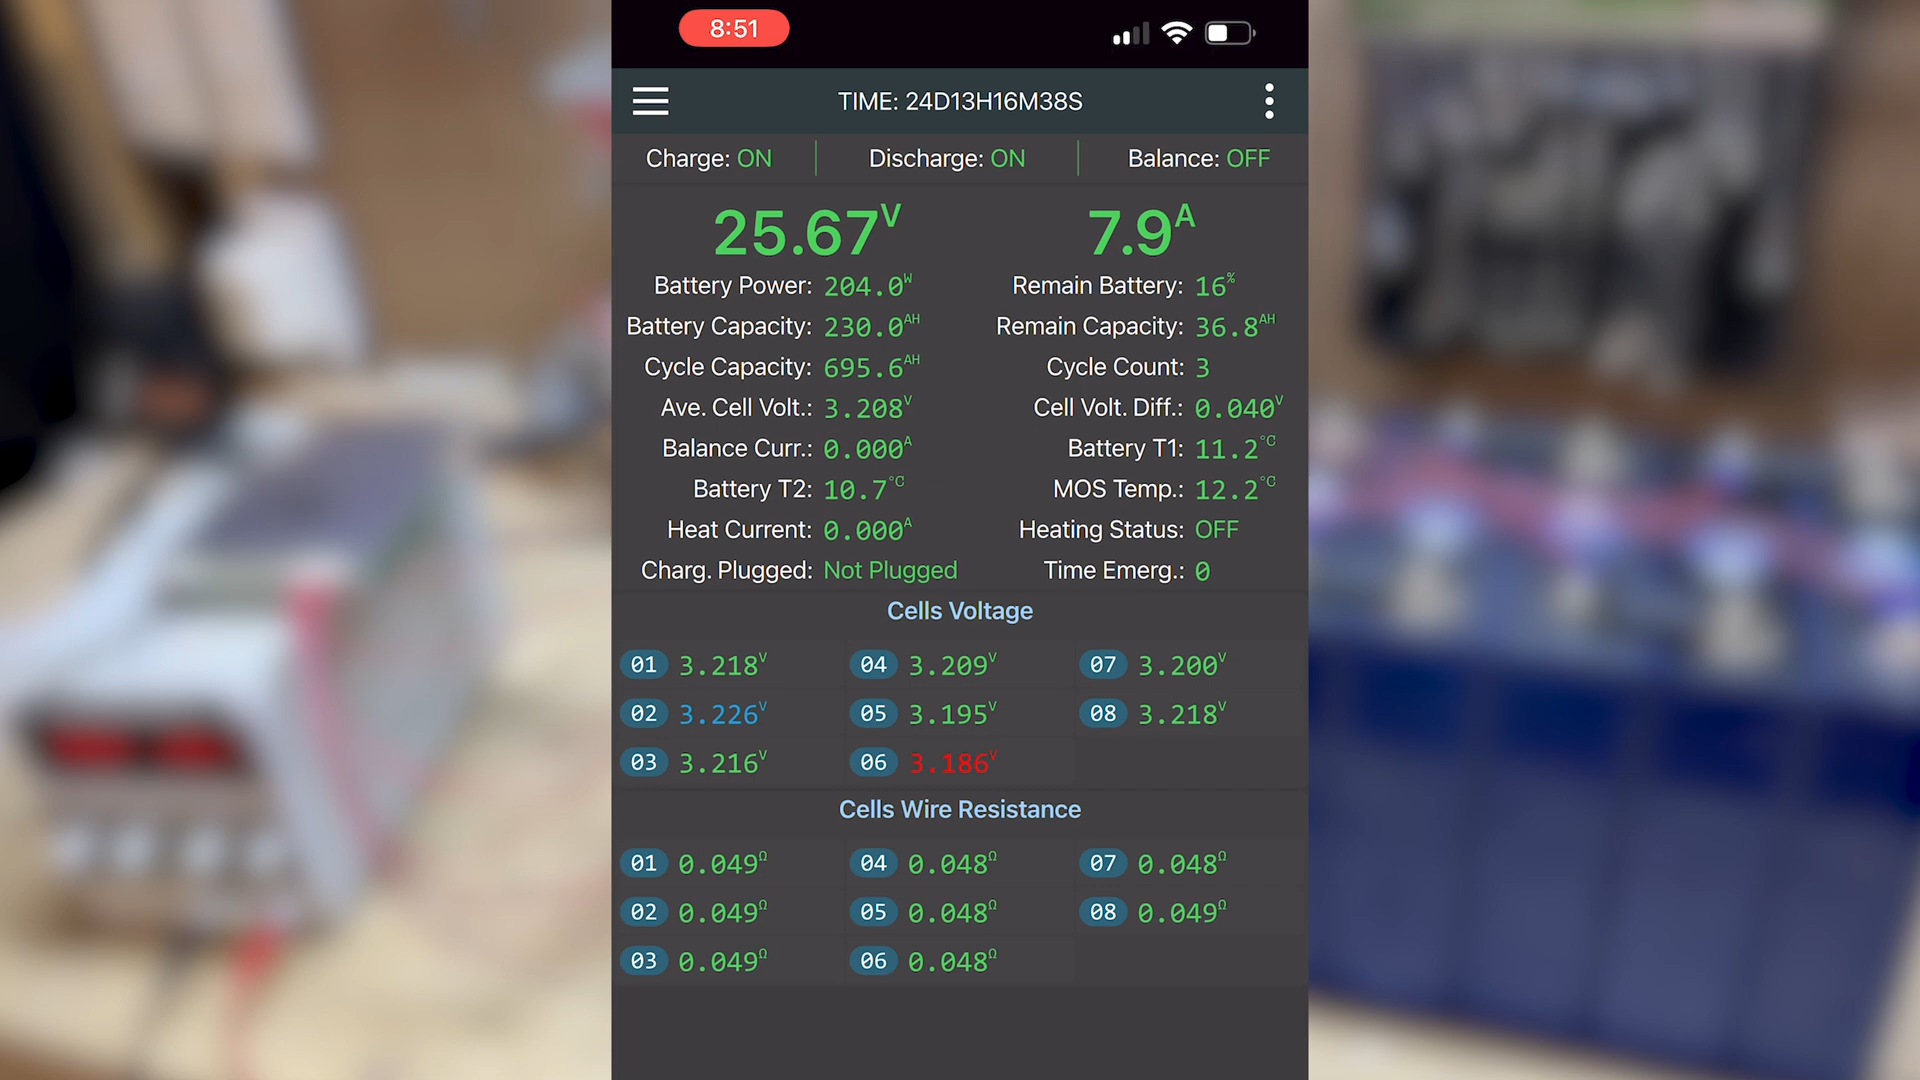 8:51
TIME: 24D13H16M38S
Charge: ON Discharge: ON Balance: OFF
25.67V 7.9A
Battery Power: 204.0W Remain Battery: 16%
Battery Capacity: 230.0AH Remain Capacity: 36.8AH
Cycle Capacity: 695.6AH Cycle Count: 3
Ave. Cell Volt.: 3.208V Cell Volt. Diff.: 0.040V
Balance Curr.: 0.000A Battery T1: 11.2°C
Battery T2: 10.7°C MOS Temp.: 12.2°C
Heat Current: 0.000A Heating Status: OFF
Charg. Plugged: Not Plugged Time Emerg.: 0
Cells Voltage
01 3.218V 04 3.209V 07 3.200V
02 3.226V 05 3.195V 08 3.218V
03 3.216V 06 3.186V
Cells Wire Resistance
01 0.049Ω 04 0.048Ω 07 0.048Ω
02 0.049Ω 05 0.048Ω 08 0.049Ω
03 0.049Ω 06 0.048Ω